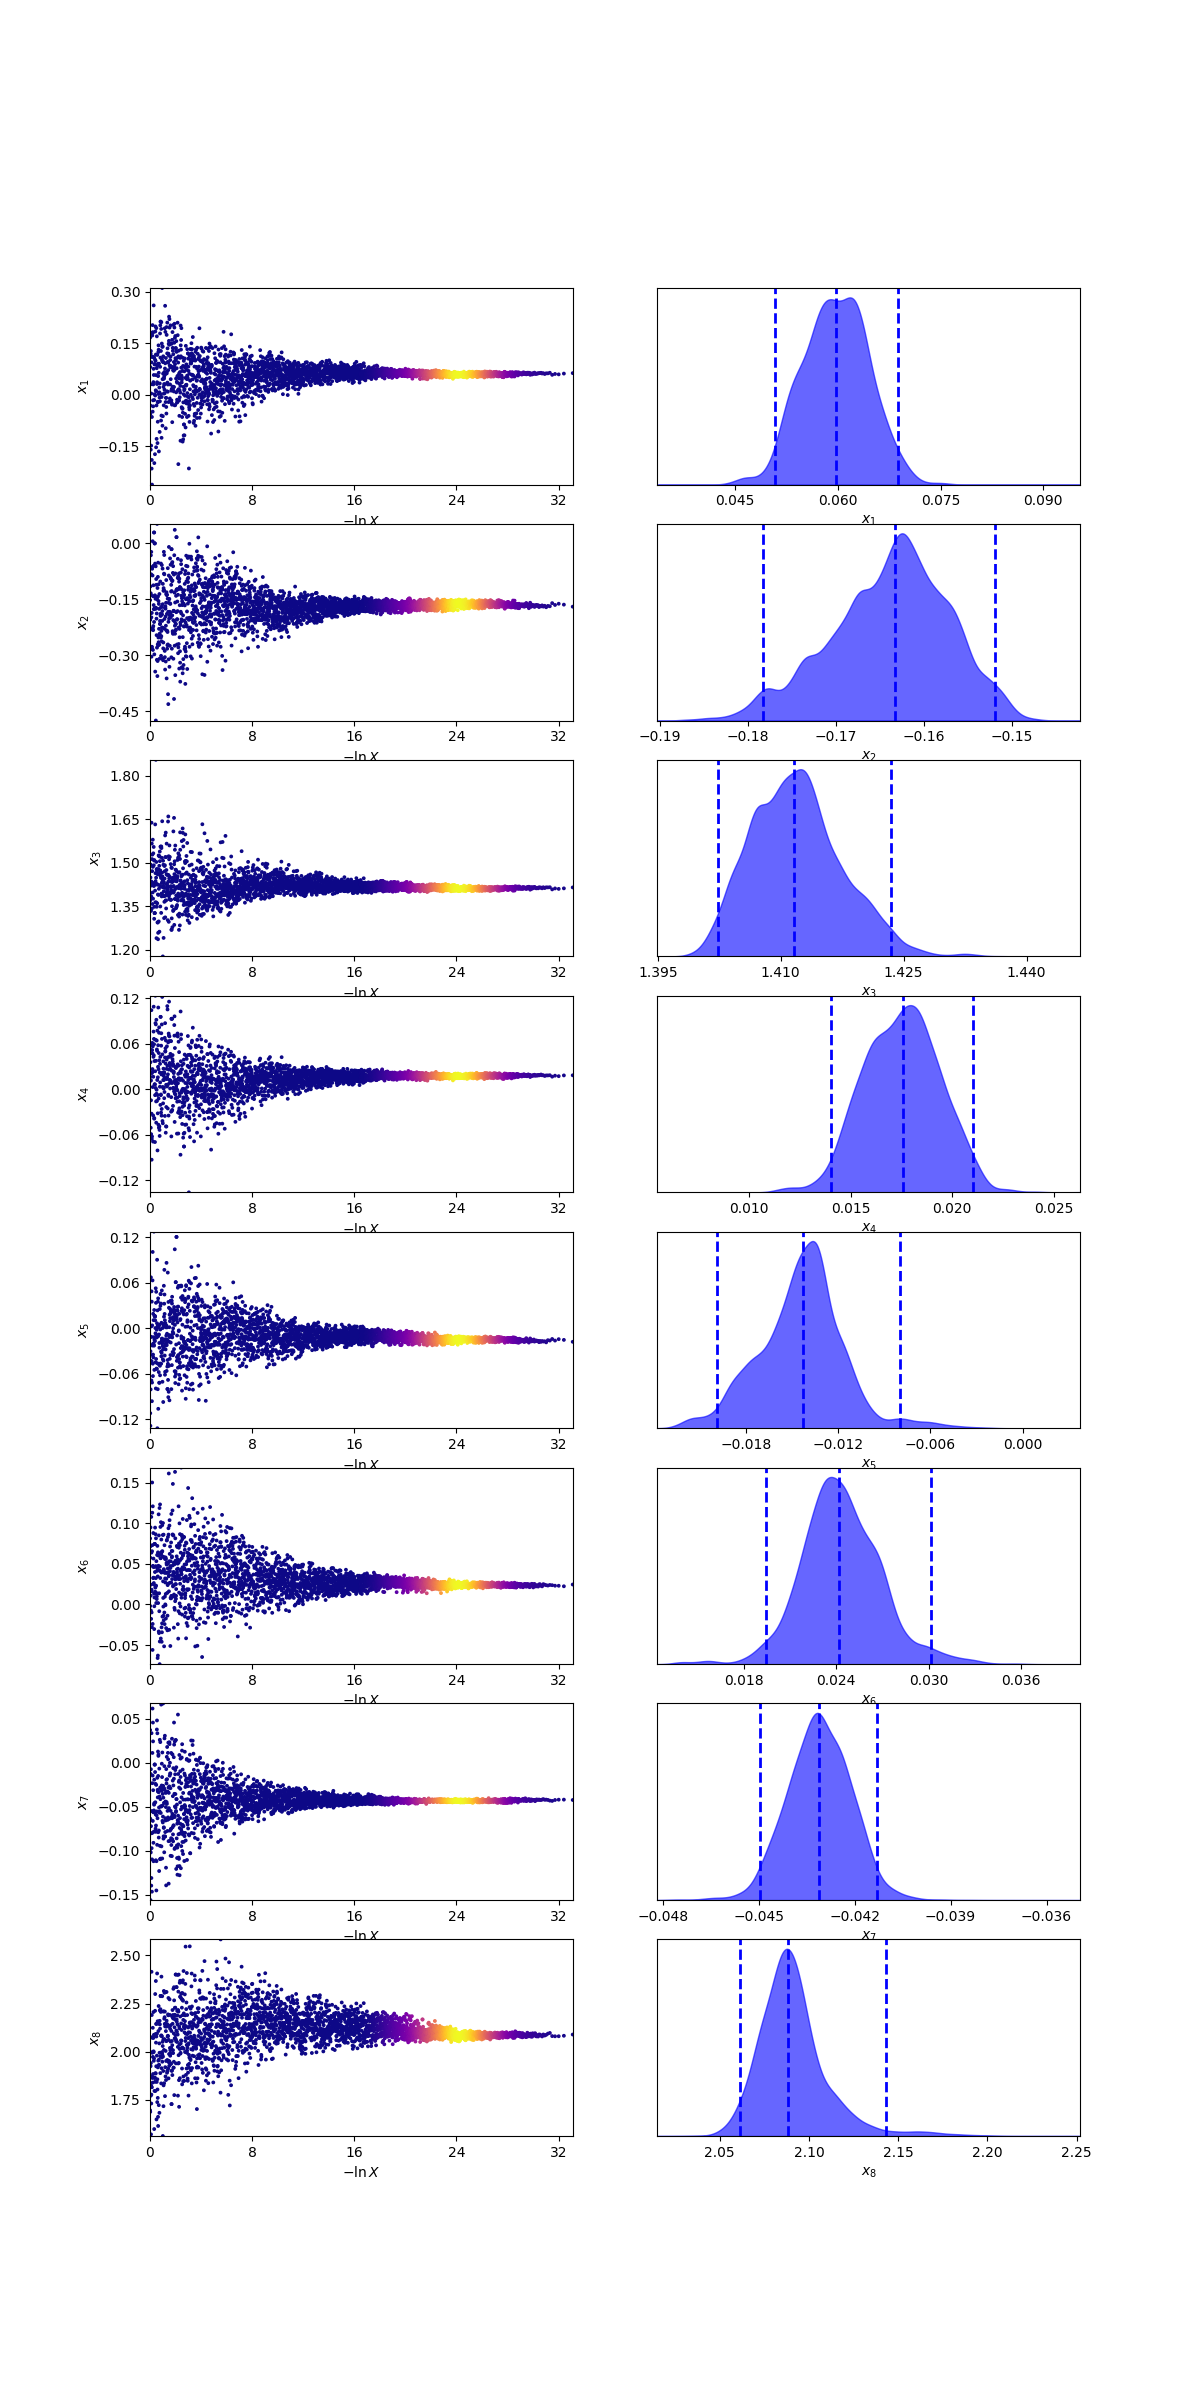 0.30
0.15
0.00
−0.15
x₁
0 8 16 24 32
−ln X
0.045 0.060 0.075 0.090
x₁
0.00
−0.15
−0.30
−0.45
x₂
0 8 16 24 32
−ln X
−0.19 −0.18 −0.17 −0.16 −0.15
x₂
1.80
1.65
1.50
1.35
1.20
x₃
0 8 16 24 32
−ln X
1.395 1.410 1.425 1.440
x₃
0.12
0.06
0.00
−0.06
−0.12
x₄
0 8 16 24 32
−ln X
0.010 0.015 0.020 0.025
x₄
0.12
0.06
0.00
−0.06
−0.12
x₅
0 8 16 24 32
−ln X
−0.018 −0.012 −0.006 0.000
x₅
0.15
0.10
0.05
0.00
−0.05
x₆
0 8 16 24 32
−ln X
0.018 0.024 0.030 0.036
x₆
0.05
0.00
−0.05
−0.10
−0.15
x₇
0 8 16 24 32
−ln X
−0.048 −0.045 −0.042 −0.039 −0.036
x₇
2.50
2.25
2.00
1.75
x₈
0 8 16 24 32
−ln X
2.05 2.10 2.15 2.20 2.25
x₈